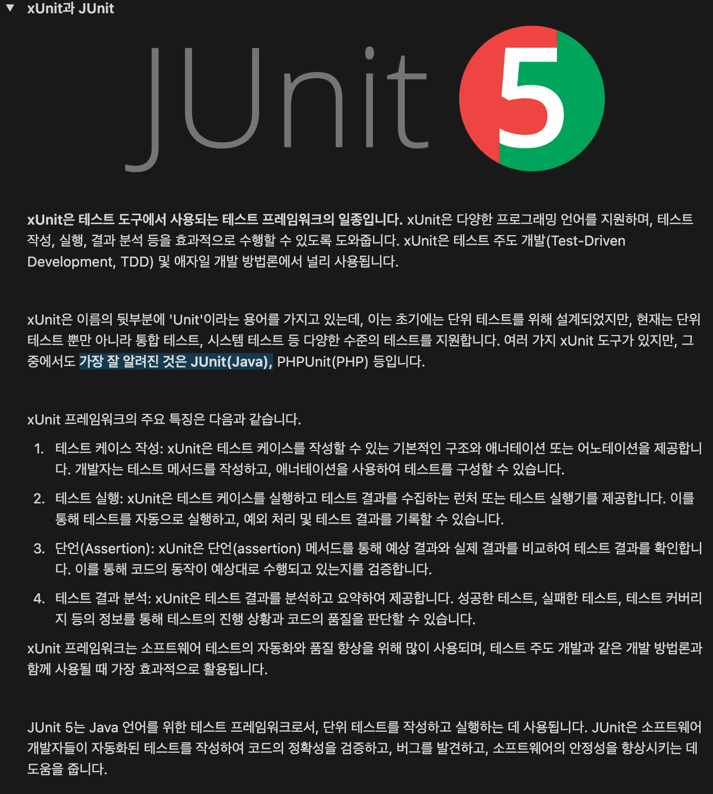 ▼ xUnit과 JUnit
JUnit 5
xUnit은 테스트 도구에서 사용되는 테스트 프레임워크의 일종입니다. xUnit은 다양한 프로그래밍 언어를 지원하며, 테스트
작성, 실행, 결과 분석 등을 효과적으로 수행할 수 있도록 도와줍니다. xUnit은 테스트 주도 개발(Test-Driven
Development, TDD) 및 애자일 개발 방법론에서 널리 사용됩니다.
xUnit은 이름의 뒷부분에 'Unit'이라는 용어를 가지고 있는데, 이는 초기에는 단위 테스트를 위해 설계되었지만, 현재는 단위
테스트 뿐만 아니라 통합 테스트, 시스템 테스트 등 다양한 수준의 테스트를 지원합니다. 여러 가지 xUnit 도구가 있지만, 그
중에서도 가장 잘 알려진 것은 JUnit(Java), PHPUnit(PHP) 등입니다.
xUnit 프레임워크의 주요 특징은 다음과 같습니다.
1. 테스트 케이스 작성: xUnit은 테스트 케이스를 작성할 수 있는 기본적인 구조와 애너테이션 또는 어노테이션을 제공합니
다. 개발자는 테스트 메서드를 작성하고, 애너테이션을 사용하여 테스트를 구성할 수 있습니다.
2. 테스트 실행: xUnit은 테스트 케이스를 실행하고 테스트 결과를 수집하는 런처 또는 테스트 실행기를 제공합니다. 이를
통해 테스트를 자동으로 실행하고, 예외 처리 및 테스트 결과를 기록할 수 있습니다.
3. 단언(Assertion): xUnit은 단언(assertion) 메서드를 통해 예상 결과와 실제 결과를 비교하여 테스트 결과를 확인합니
다. 이를 통해 코드의 동작이 예상대로 수행되고 있는지를 검증합니다.
4. 테스트 결과 분석: xUnit은 테스트 결과를 분석하고 요약하여 제공합니다. 성공한 테스트, 실패한 테스트, 테스트 커버리
지 등의 정보를 통해 테스트의 진행 상황과 코드의 품질을 판단할 수 있습니다.
xUnit 프레임워크는 소프트웨어 테스트의 자동화와 품질 향상을 위해 많이 사용되며, 테스트 주도 개발과 같은 개발 방법론과
함께 사용될 때 가장 효과적으로 활용됩니다.
JUnit 5는 Java 언어를 위한 테스트 프레임워크로서, 단위 테스트를 작성하고 실행하는 데 사용됩니다. JUnit은 소프트웨어
개발자들이 자동화된 테스트를 작성하여 코드의 정확성을 검증하고, 버그를 발견하고, 소프트웨어의 안정성을 향상시키는 데
도움을 줍니다.